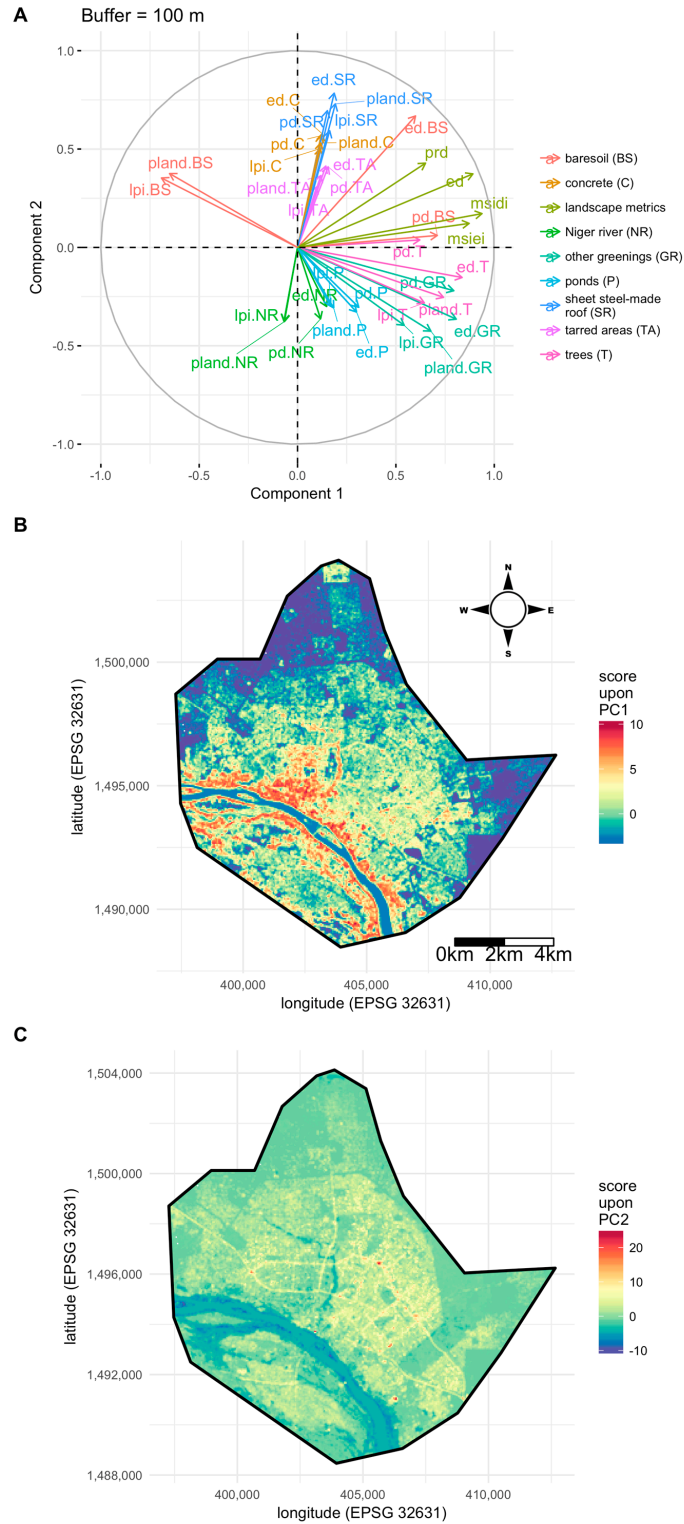 A
Buffer = 100 m
1.0
0.5
0.0
-0.5
-1.0
Component 2
ed.SR
ed.C
pland.SR
pd.SR
lpi.SR
ed.BS
pd.C
pland.C
prd
lpi.C
ed.TA
pland.BS
lpi.BS
pland.TA
pd.TA
ed
lpi.TA
msidi
pd.BS
msiei
pd.T
lpi.P
ed.T
pd.GR
ed.NR
pd.P
lpi.NR
lpi.T
pland.T
pland.P
ed.GR
pd.NR
ed.P
lpi.GR
pland.NR
pland.GR
-1.0
-0.5
0.0
0.5
1.0
Component 1
baresoil (BS)
concrete (C)
landscape metrics
Niger river (NR)
other greenings (GR)
ponds (P)
sheet steel-made
roof (SR)
tarred areas (TA)
trees (T)
B
N
W
E
S
1,500,000
1,495,000
1,490,000
latitude (EPSG 32631)
score
upon
PC1
10
5
0
0km 2km 4km
400,000
405,000
410,000
longitude (EPSG 32631)
C
1,504,000
1,500,000
1,496,000
1,492,000
1,488,000
latitude (EPSG 32631)
score
upon
PC2
20
10
0
-10
400,000
405,000
410,000
longitude (EPSG 32631)